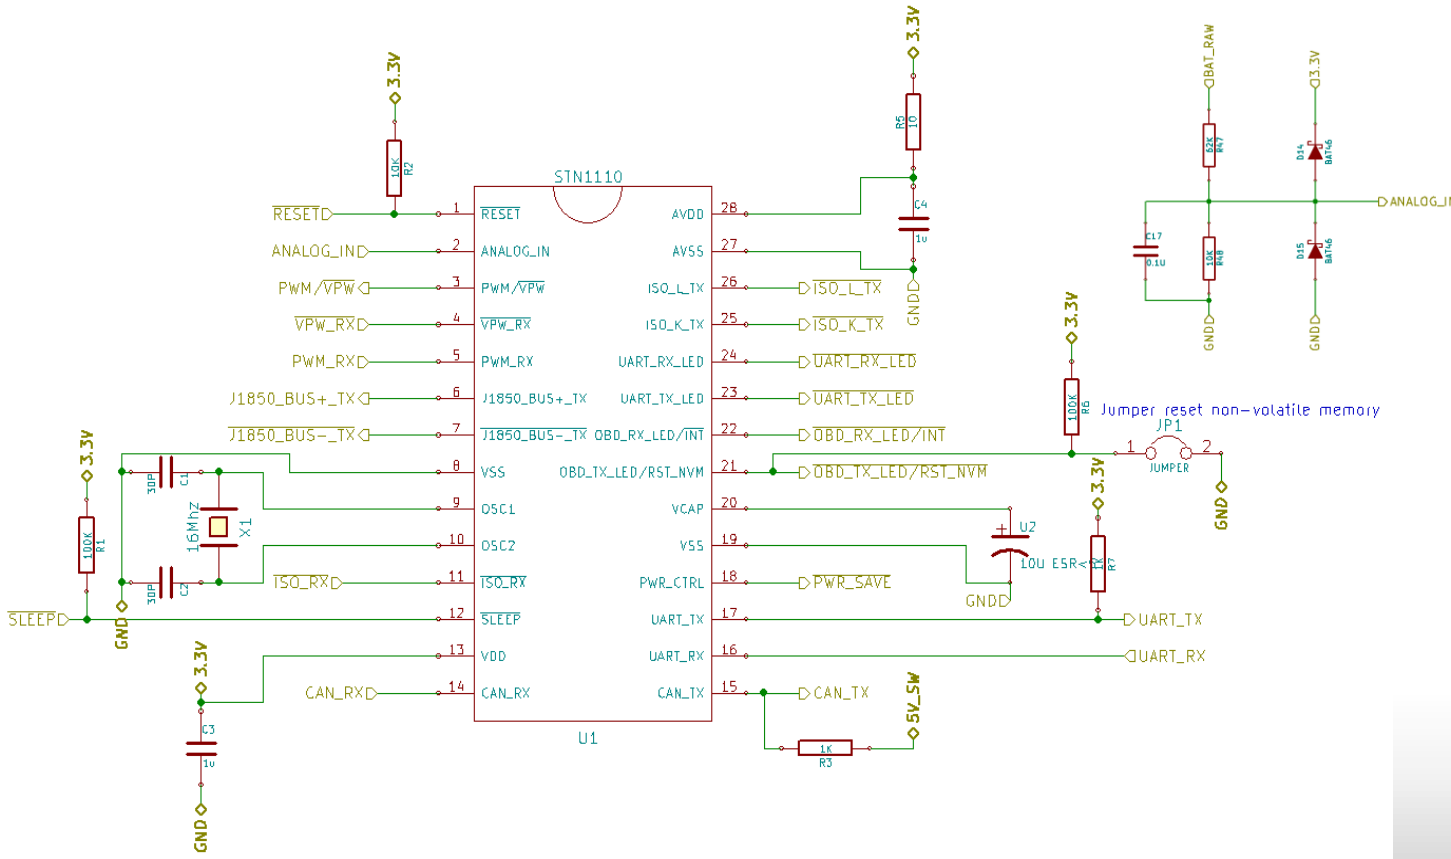 STN1110
U1
1
RESET
2
ANALOG_IN
3
PWM/VPW
4
VPW_RX
5
PWM_RX
6
J1850_BUS+_TX
7
J1850_BUS-_TX
8
VSS
9
OSC1
10
OSC2
11
ISO_RX
12
SLEEP
13
VDD
14
CAN_RX
28
AVDD
27
AVSS
26
ISO_L_TX
25
ISO_K_TX
24
UART_RX_LED
23
UART_TX_LED
22
OBD_RX_LED/INT
21
OBD_TX_LED/RST_NVM
20
VCAP
19
VSS
18
PWR_CTRL
17
UART_TX
16
UART_RX
15
CAN_TX
3.3V
10K
R2
RESET
ANALOG_IN
PWM/VPW
VPW_RX
PWM_RX
J1850_BUS+_TX
J1850_BUS-_TX
3.3V
100K
R1
30P
C1
16Mhz
X1
30P
C2
ISO_RX
SLEEP
GND
3.3V
CAN_RX
C3
1u
GND
3.3V
R5
10
C4
1u
GND
ISO_L_TX
ISO_K_TX
UART_RX_LED
UART_TX_LED
OBD_RX_LED/INT
OBD_TX_LED/RST_NVM
3.3V
100K
R6
Jumper reset non-volatile memory
JP1
1
2
JUMPER
GND
U2
10U ESR<
GND
3.3V
1K
R7
PWR_SAVE
UART_TX
UART_RX
CAN_TX
5V_SW
1K
R3
BAT_RAW
62K
R47
3.3V
D14
BAT46
ANALOG_I
C17
0.1U
10K
R48
D15
BAT46
GND
GND